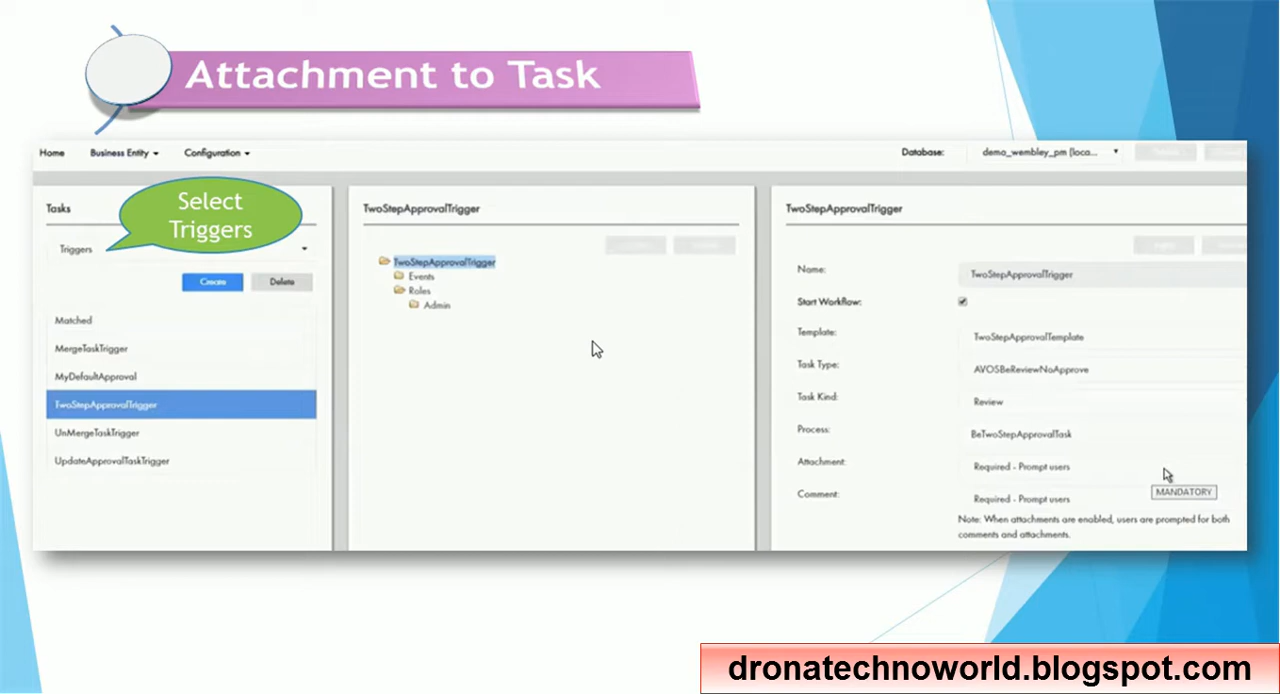 Attachment to Task
Home Business Entity Configuration Database: demo_wembley_pm (loca...
Tasks
Select
Triggers
Triggers
Create Delete
Matched
MergeTaskTrigger
MyDefaultApproval
TwoStepApprovalTrigger
UnMergeTaskTrigger
UpdateApprovalTaskTrigger
TwoStepApprovalTrigger
TwoStepApprovalTrigger
Events
Roles
Admin
TwoStepApprovalTrigger
Name: TwoStepApprovalTrigger
Start Workflow:
Template: TwoStepApprovalTemplate
Task Type: AVOSBeReviewNoApprove
Task Kind: Review
Process: BeTwoStepApprovalTask
Attachment: Required - Prompt users
MANDATORY
Comment: Required - Prompt users
Note: When attachments are enabled, users are prompted for both
comments and attachments.
dronatechnoworld.blogspot.com